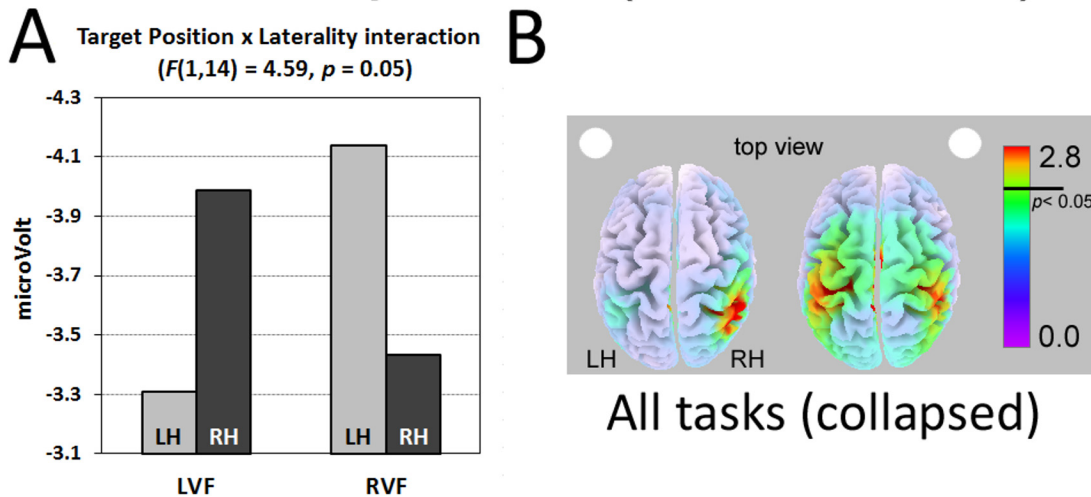 A
Target Position x Laterality interaction
(F(1,14) = 4.59, p = 0.05)
-4.3
-4.1
-3.9
-3.7
-3.5
-3.3
-3.1
microVolt
LH
RH
LH
RH
LVF
RVF
B
top view
2.8
p< 0.05
0.0
LH
RH
All tasks (collapsed)